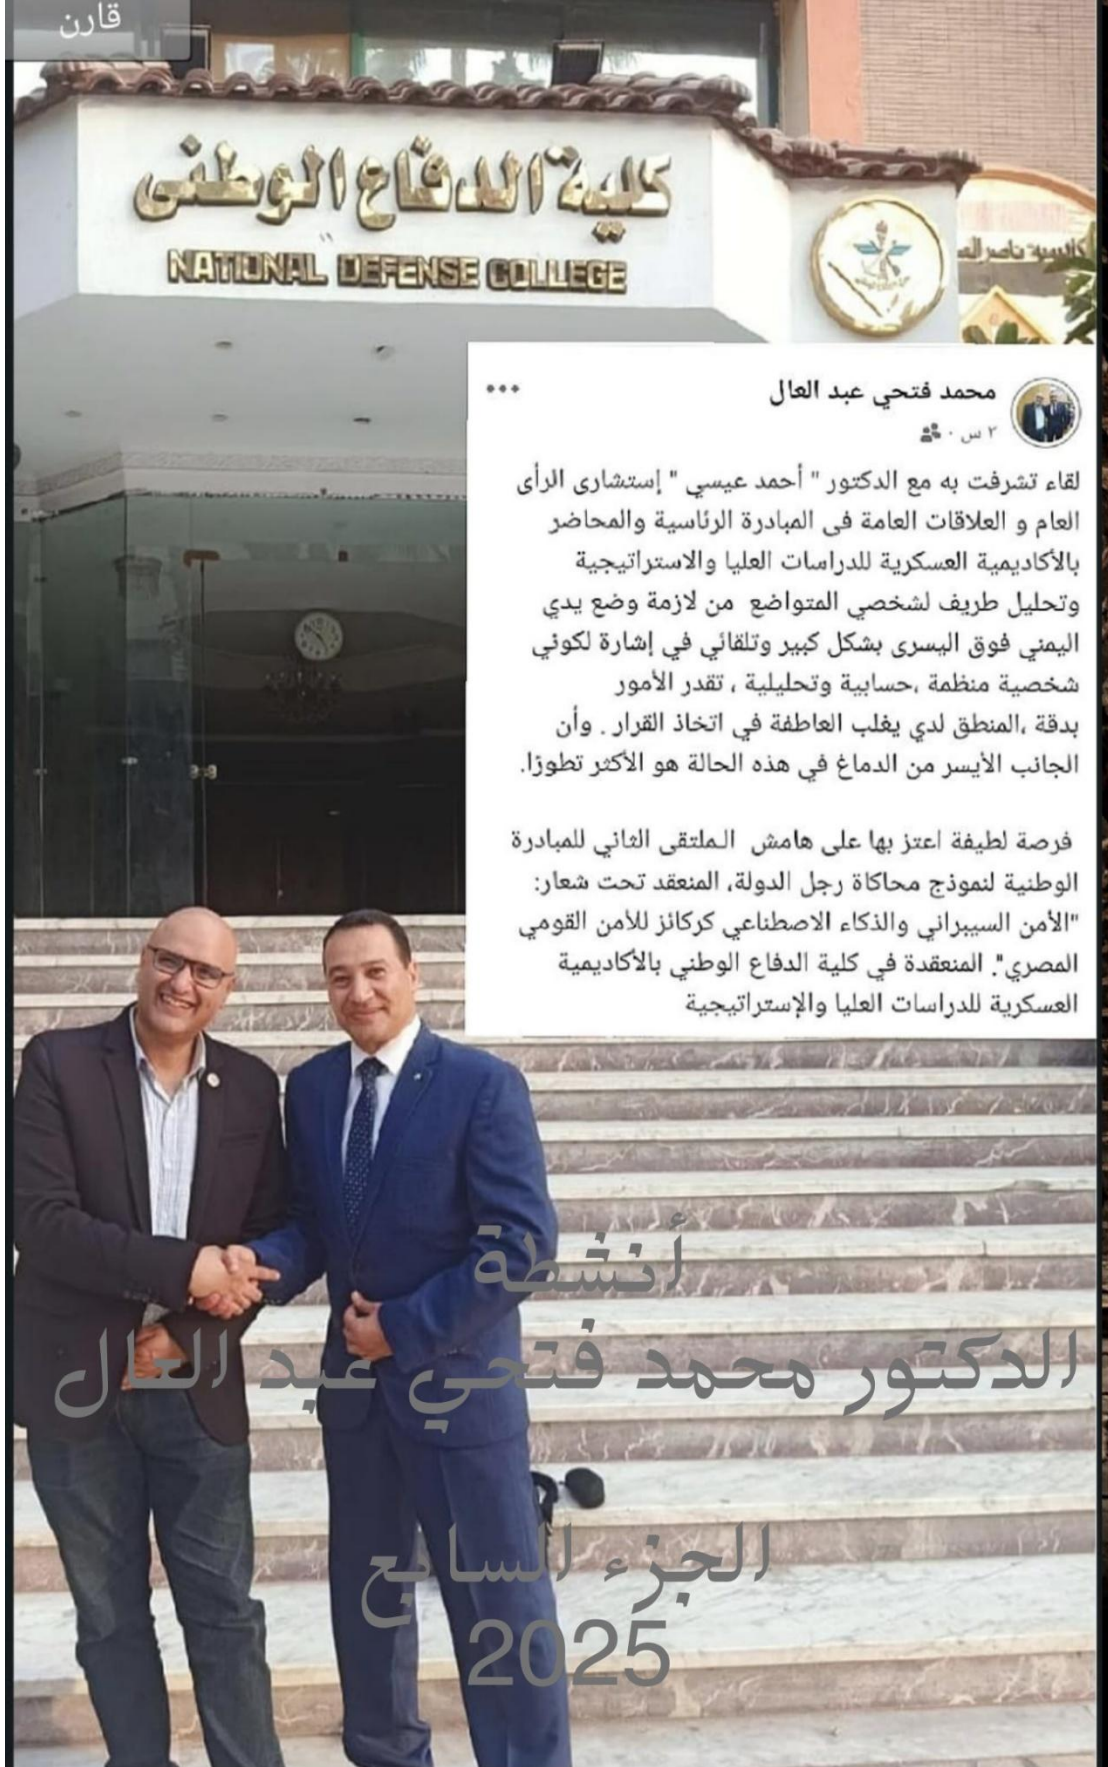 قارن
كلية الدفاع الوطنى
NATIONAL DEFENSE COLLEGE
محمد فتحي عبد العال
٢ س ·
لقاء تشرفت به مع الدكتور " أحمد عيسي " إستشارى الرأى
العام و العلاقات العامة فى المبادرة الرئاسية والمحاضر
بالأكاديمية العسكرية للدراسات العليا والاستراتيجية
وتحليل طريف لشخصي المتواضع من لازمة وضع يدي
اليمني فوق اليسرى بشكل كبير وتلقائي في إشارة لكوني
شخصية منظمة ،حسابية وتحليلية ، تقدر الأمور
بدقة ،المنطق لدي يغلب العاطفة في اتخاذ القرار . وأن
الجانب الأيسر من الدماغ في هذه الحالة هو الأكثر تطورًا.
فرصة لطيفة اعتز بها على هامش الملتقى الثاني للمبادرة
الوطنية لنموذج محاكاة رجل الدولة، المنعقد تحت شعار:
"الأمن السيبراني والذكاء الاصطناعي كركائز للأمن القومي
المصري". المنعقدة في كلية الدفاع الوطني بالأكاديمية
العسكرية للدراسات العليا والإستراتيجية
أنشطة
الدكتور محمد فتحي عبد العال
الجزء السابع
2025